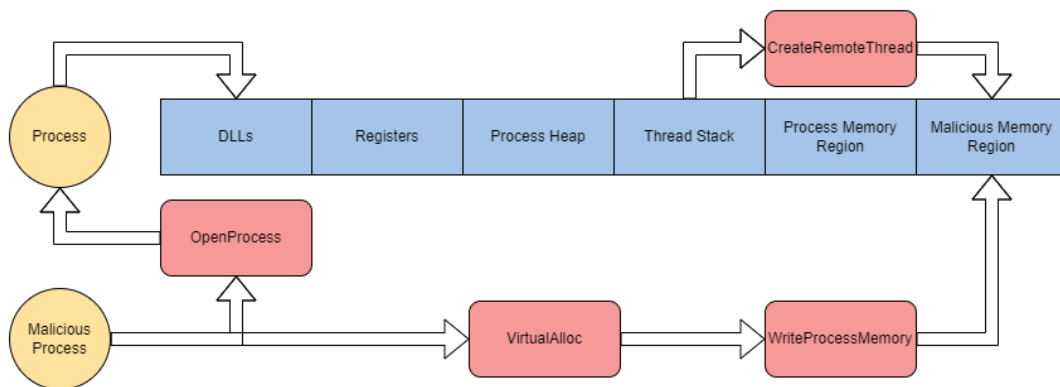 CreateRemoteThread
Process
DLLs
Registers
Process Heap
Thread Stack
Process Memory
Region
Malicious Memory
Region
OpenProcess
Malicious
Process
VirtualAlloc
WriteProcessMemory